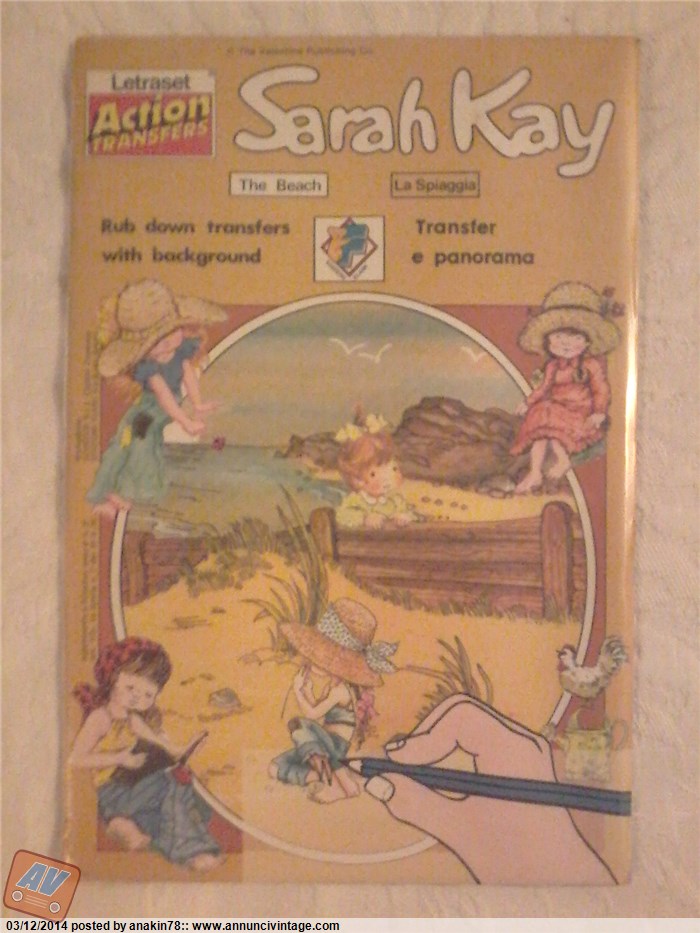 © The Valentine Publishing Co.
Letraset
Action
TRANSFERS
Sarah Kay
The Beach
La Spiaggia
Rub down transfers
with background
Transfer
e panorama
AV
03/12/2014 posted by anakin78:: www.annuncivintage.com